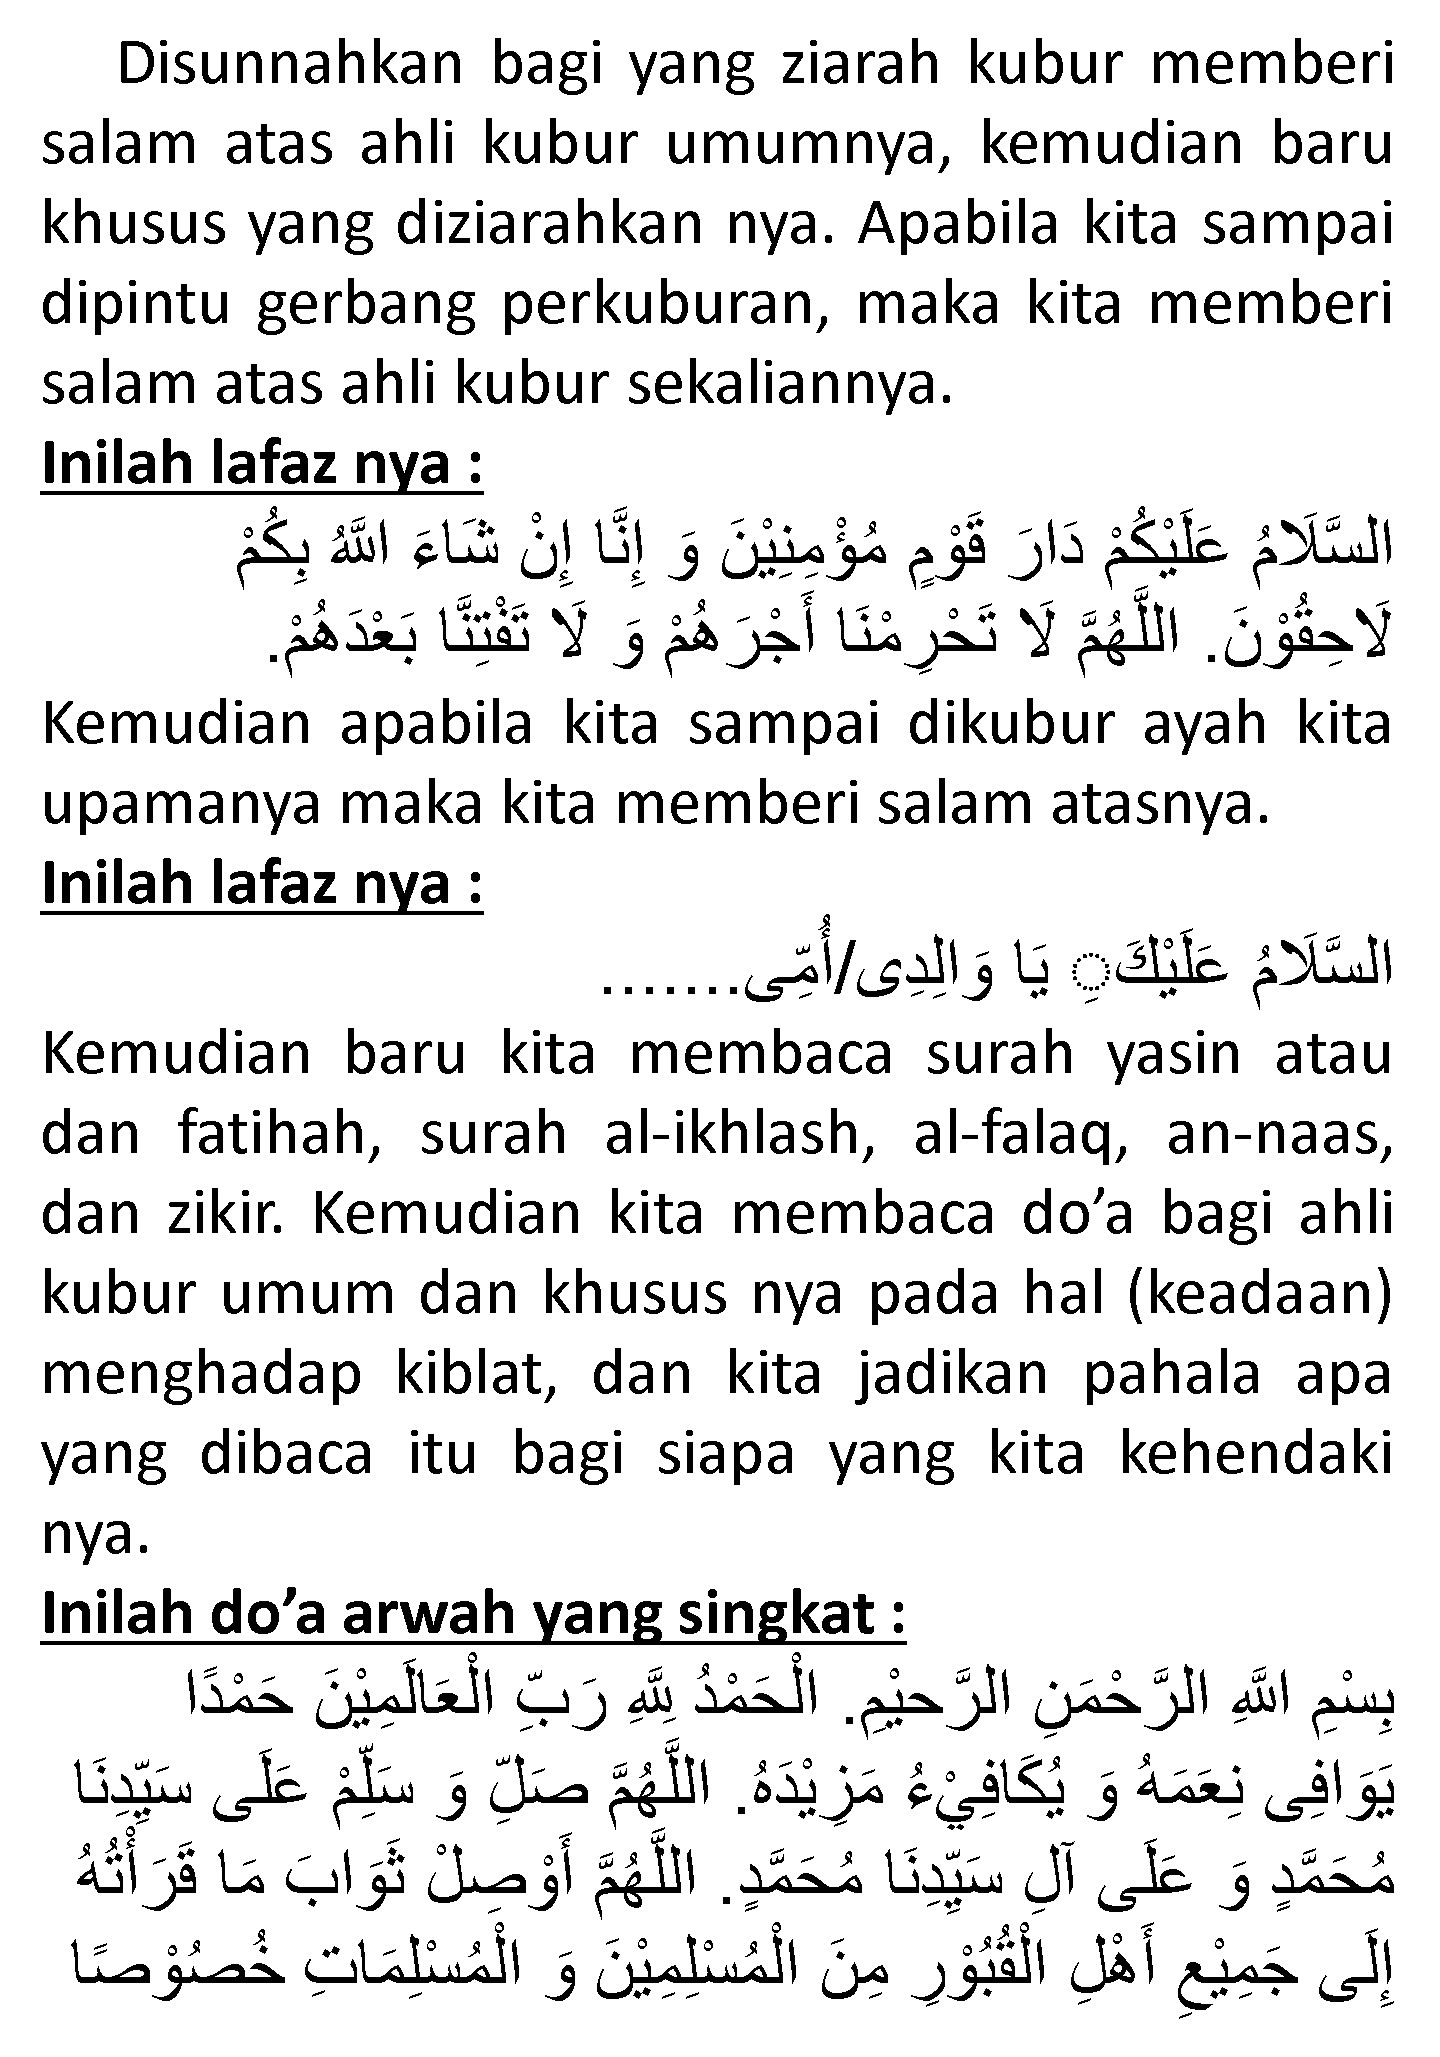 Disunnahkan bagi yang ziarah kubur memberi
salam atas ahli kubur umumnya, kemudian baru
khusus yang diziarahkan nya. Apabila kita sampai
dipintu gerbang perkuburan, maka kita memberi
salam atas ahli kubur sekaliannya.
Inilah lafaz nya :
السَّلَامُ عَلَيْكُمْ دَارَ قَوْمٍ مُؤْمِنِيْنَ وَ إِنَّا إِنْ شَاءَ اللَّهُ بِكُمْ
لَاحِقُوْنَ. اللَّهُمَّ لَا تَحْرِمْنَا أَجْرَهُمْ وَ لَا تَفْتِنَّا بَعْدَهُمْ.
Kemudian apabila kita sampai dikubur ayah kita
upamanya maka kita memberi salam atasnya.
Inilah lafaz nya :
السَّلَامُ عَلَيْكَ◌ِ يَا وَالِدِى/أُمِّى.......
Kemudian baru kita membaca surah yasin atau
dan fatihah, surah al-ikhlash, al-falaq, an-naas,
dan zikir. Kemudian kita membaca do’a bagi ahli
kubur umum dan khusus nya pada hal (keadaan)
menghadap kiblat, dan kita jadikan pahala apa
yang dibaca itu bagi siapa yang kita kehendaki
nya.
Inilah do’a arwah yang singkat :
بِسْمِ اللَّهِ الرَّحْمَنِ الرَّحيْمِ. الْحَمْدُ لِلَّهِ رَبِّ الْعَالَمِيْنَ حَمْدًا
يَوَافِى نِعَمَهُ وَ يُكَافِيْءُ مَزِيْدَهُ. اللَّهُمَّ صَلِّ وَ سَلِّمْ عَلَى سَيِّدِنَا
مُحَمَّدٍ وَ عَلَى آلِ سَيِّدِنَا مُحَمَّدٍ. اللَّهُمَّ أَوْصِلْ ثَوَابَ مَا قَرَأْتُهُ
إِلَى جَمِيْعِ أَهْلِ الْقُبُوْرِ مِنَ الْمُسْلِمِيْنَ وَ الْمُسْلِمَاتِ خُصُوْصًا